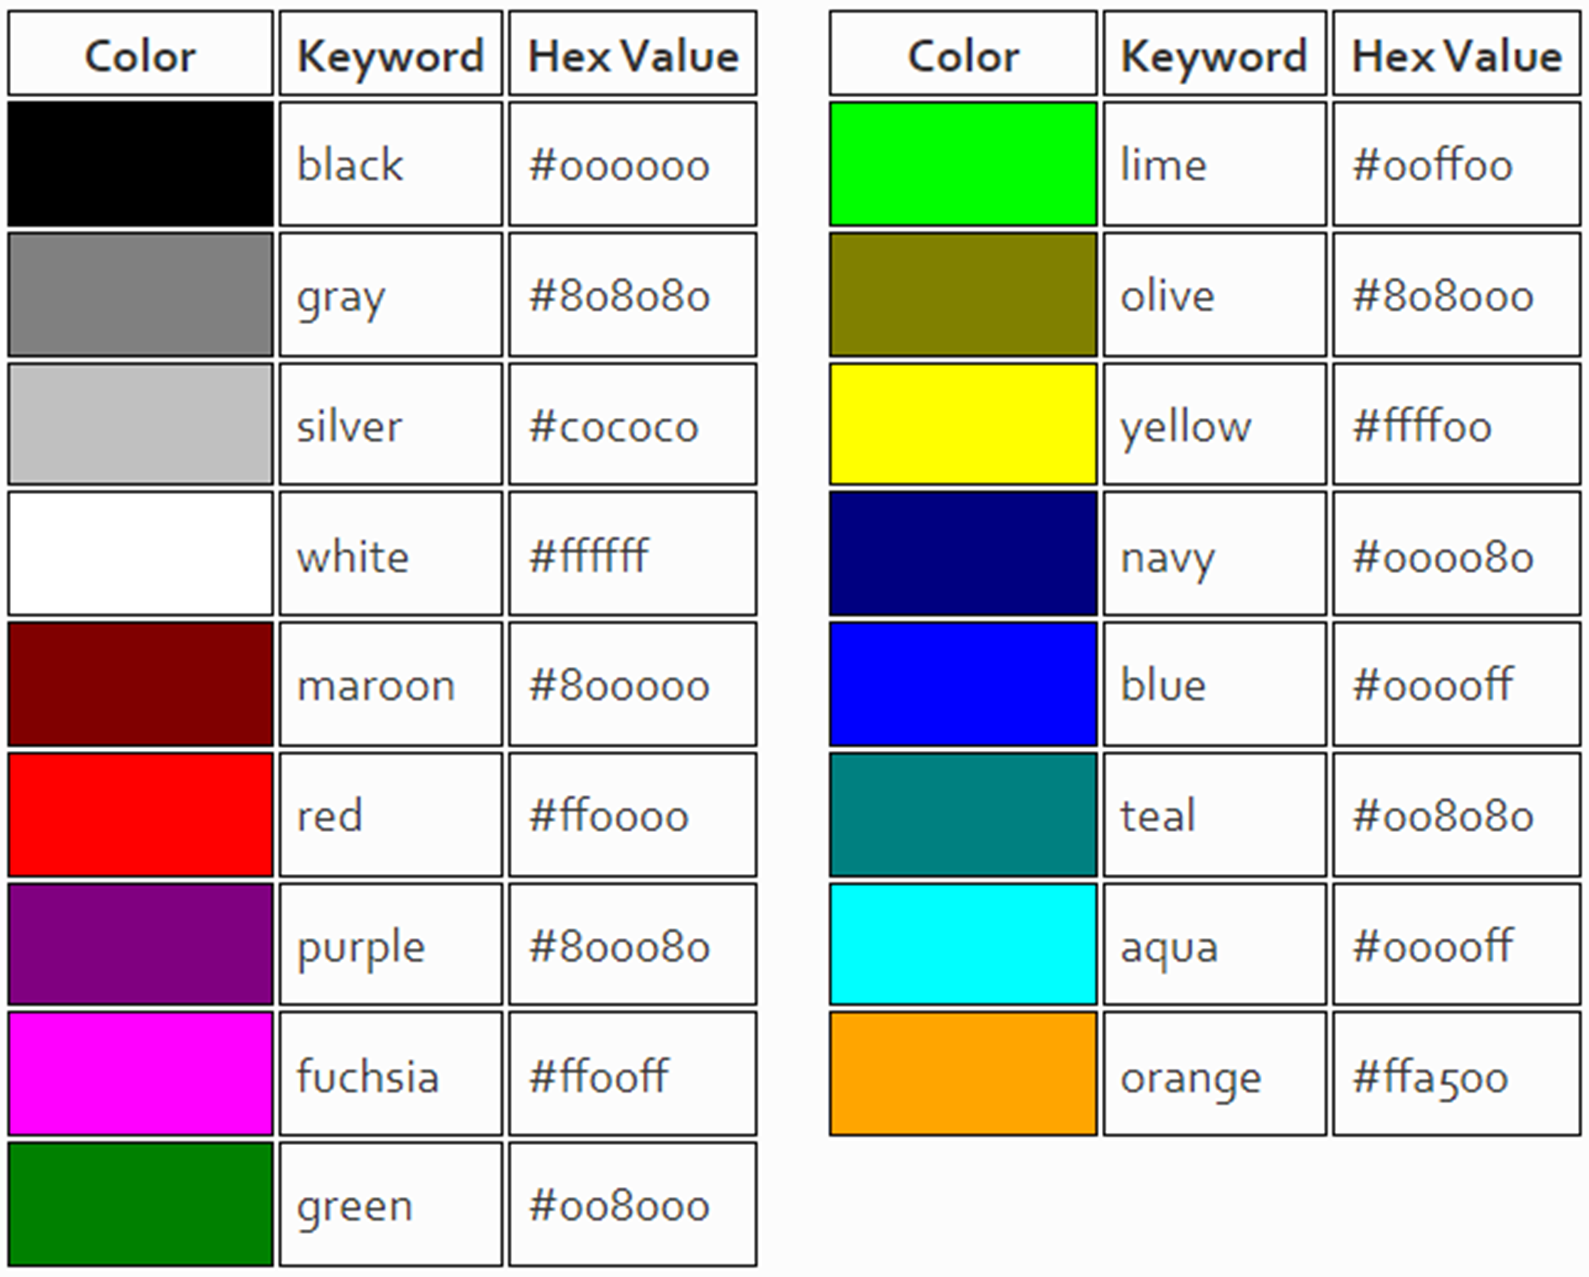 Color Keyword Hex Value
black #000000
gray #808080
silver #c0c0c0
white #ffffff
maroon #800000
red #ff0000
purple #800080
fuchsia #ff00ff
green #008000
Color Keyword Hex Value
lime #00ff00
olive #808000
yellow #ffff00
navy #000080
blue #0000ff
teal #008080
aqua #0000ff
orange #ffa500